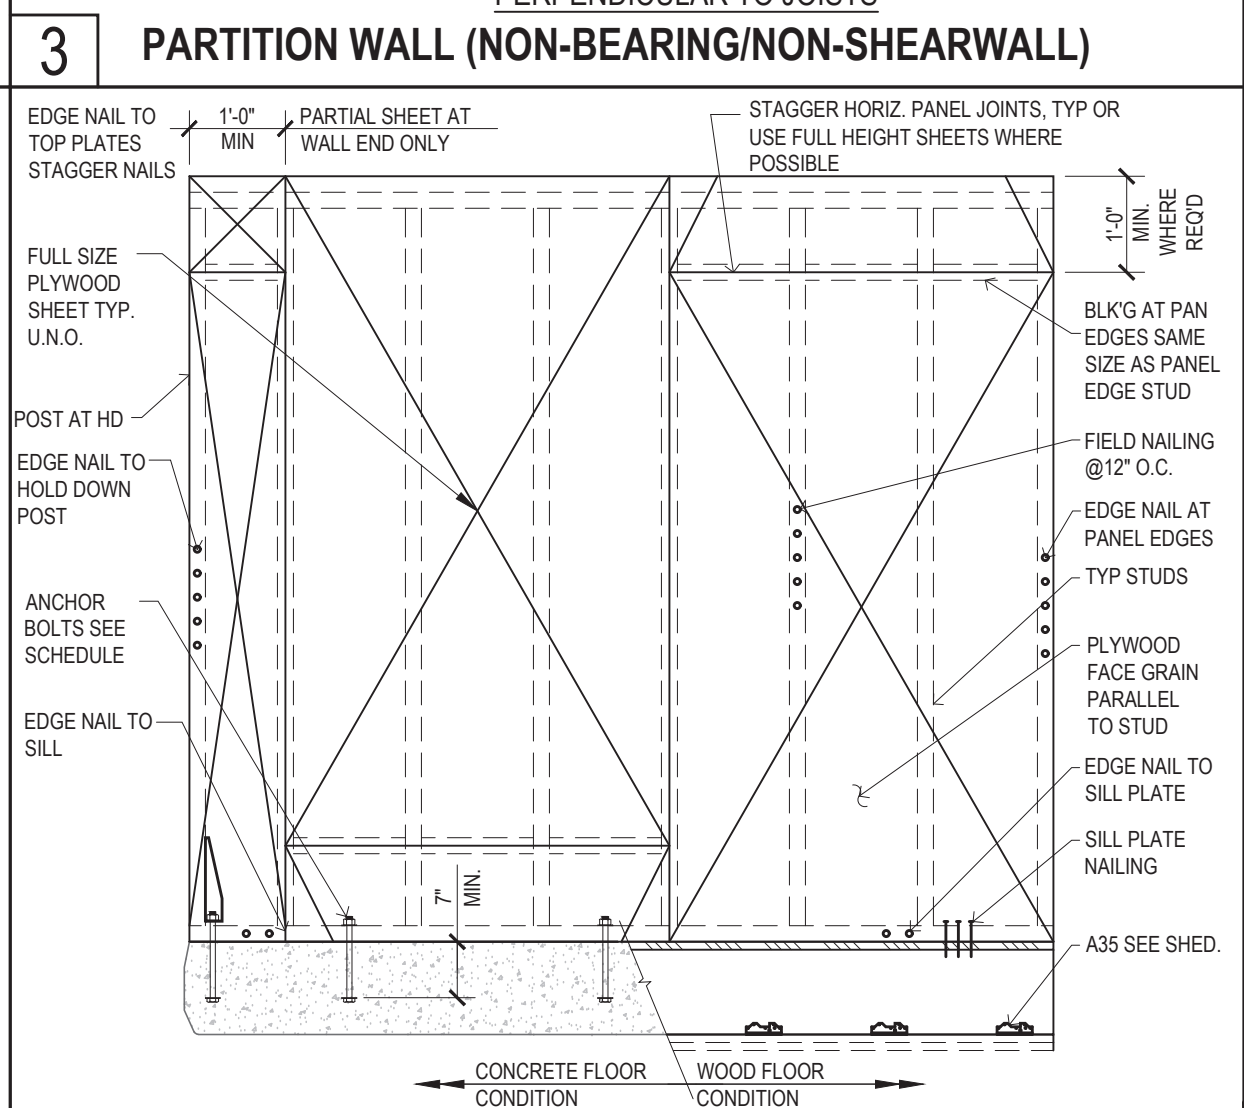 PERPENDICULAR TO JOISTS
3
PARTITION WALL (NON-BEARING/NON-SHEARWALL)
EDGE NAIL TO
TOP PLATES
STAGGER NAILS
1'-0"
MIN
PARTIAL SHEET AT
WALL END ONLY
STAGGER HORIZ. PANEL JOINTS, TYP OR
USE FULL HEIGHT SHEETS WHERE
POSSIBLE
1'-0"
MIN.
WHERE
REQ'D
FULL SIZE
PLYWOOD
SHEET TYP.
U.N.O.
POST AT HD
EDGE NAIL TO
HOLD DOWN
POST
ANCHOR
BOLTS SEE
SCHEDULE
EDGE NAIL TO
SILL
BLK'G AT PAN
EDGES SAME
SIZE AS PANEL
EDGE STUD
FIELD NAILING
@12" O.C.
EDGE NAIL AT
PANEL EDGES
TYP STUDS
PLYWOOD
FACE GRAIN
PARALLEL
TO STUD
EDGE NAIL TO
SILL PLATE
SILL PLATE
NAILING
A35 SEE SHED.
7"
MIN.
CONCRETE FLOOR
CONDITION
WOOD FLOOR
CONDITION